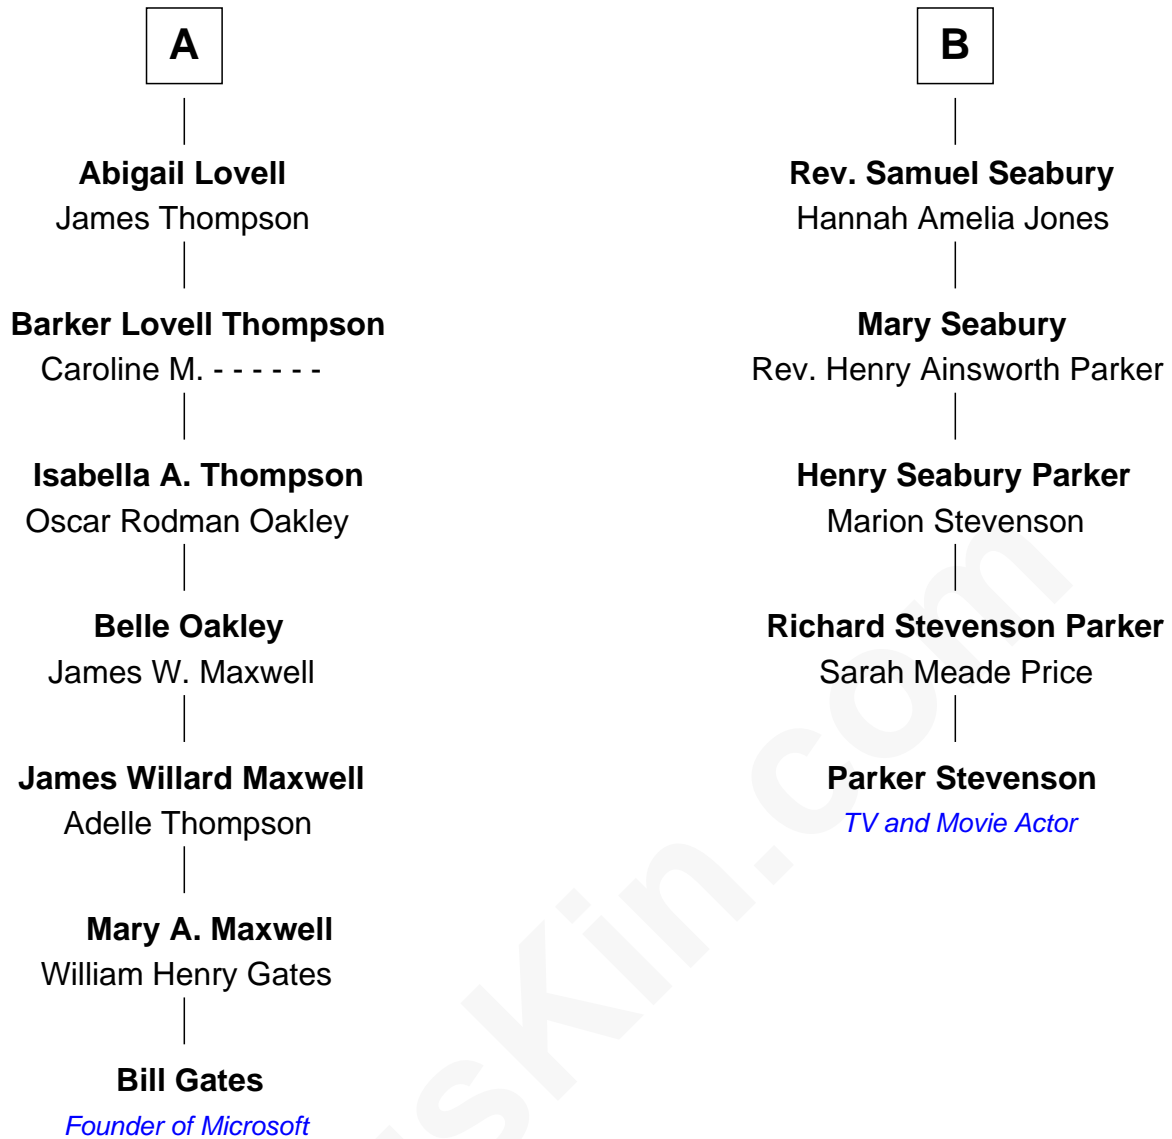 A
Abigail Lovell
James Thompson
Barker Lovell Thompson
Caroline M. - - - - - -
Isabella A. Thompson
Oscar Rodman Oakley
Belle Oakley
James W. Maxwell
James Willard Maxwell
Adelle Thompson
Mary A. Maxwell
William Henry Gates
Bill Gates
Founder of Microsoft
B
Rev. Samuel Seabury
Hannah Amelia Jones
Mary Seabury
Rev. Henry Ainsworth Parker
Henry Seabury Parker
Marion Stevenson
Richard Stevenson Parker
Sarah Meade Price
Parker Stevenson
TV and Movie Actor
sKin.com